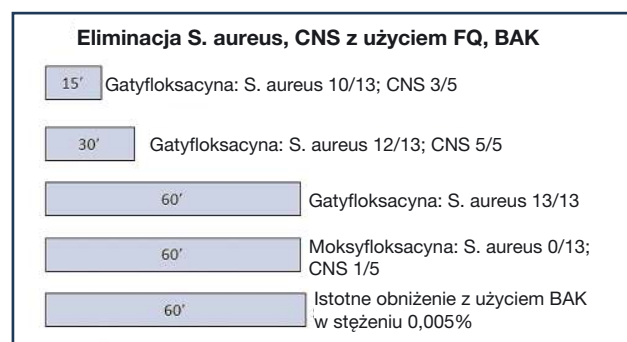 Eliminacja S. aureus, CNS z użyciem FQ, BAK
15′ Gatyfloksacyna: S. aureus 10/13; CNS 3/5
30′ Gatyfloksacyna: S. aureus 12/13; CNS 5/5
60′ Gatyfloksacyna: S. aureus 13/13
60′ Moksyfloksacyna: S. aureus 0/13;
CNS 1/5
60′ Istotne obniżenie z użyciem BAK
w stężeniu 0,005%